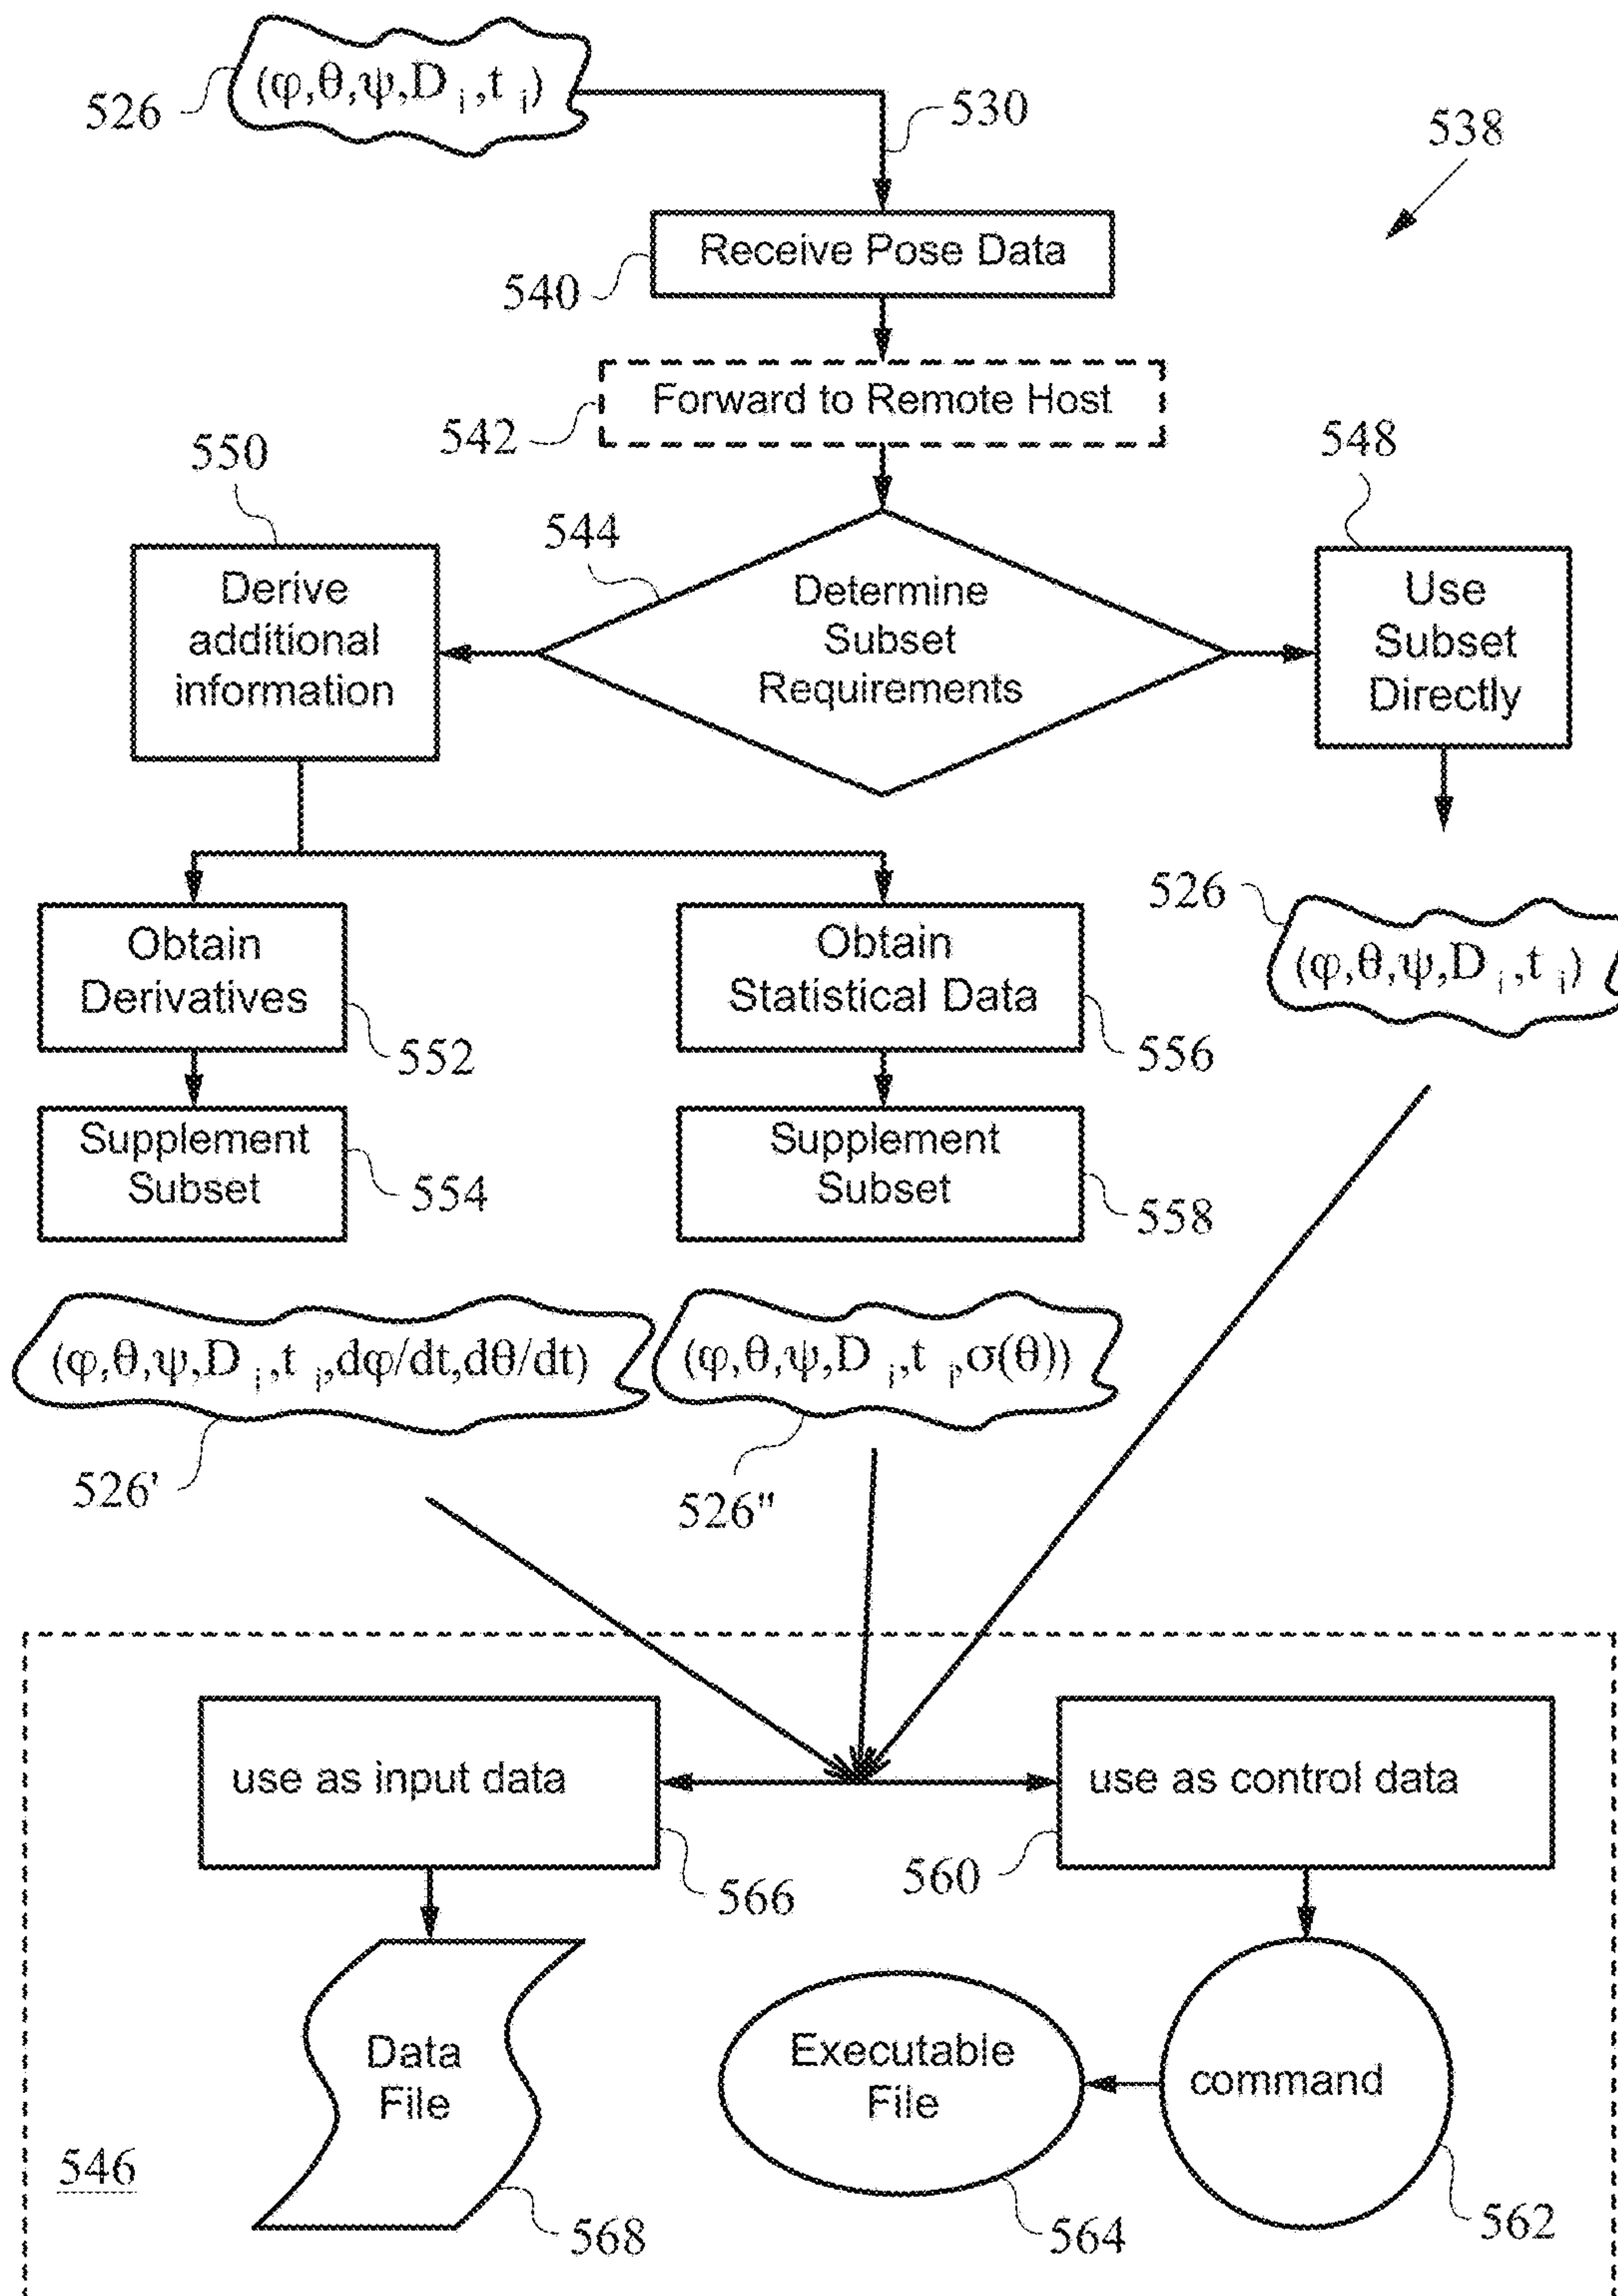 (φ,θ,ψ,D i,t i)
526
530
538
Receive Pose Data
540
Forward to Remote Host
542
550
548
544
Derive
additional
information
Determine
Subset
Requirements
Use
Subset
Directly
526
(φ,θ,ψ,D i,t i)
Obtain
Derivatives
552
Obtain
Statistical Data
556
Supplement
Subset
554
Supplement
Subset
558
(φ,θ,ψ,D i,t i,dφ/dt,dθ/dt)
526'
(φ,θ,ψ,D i,t i,σ(θ))
526"
use as input data
566
use as control data
560
Data
File
568
Executable
File
564
command
562
546